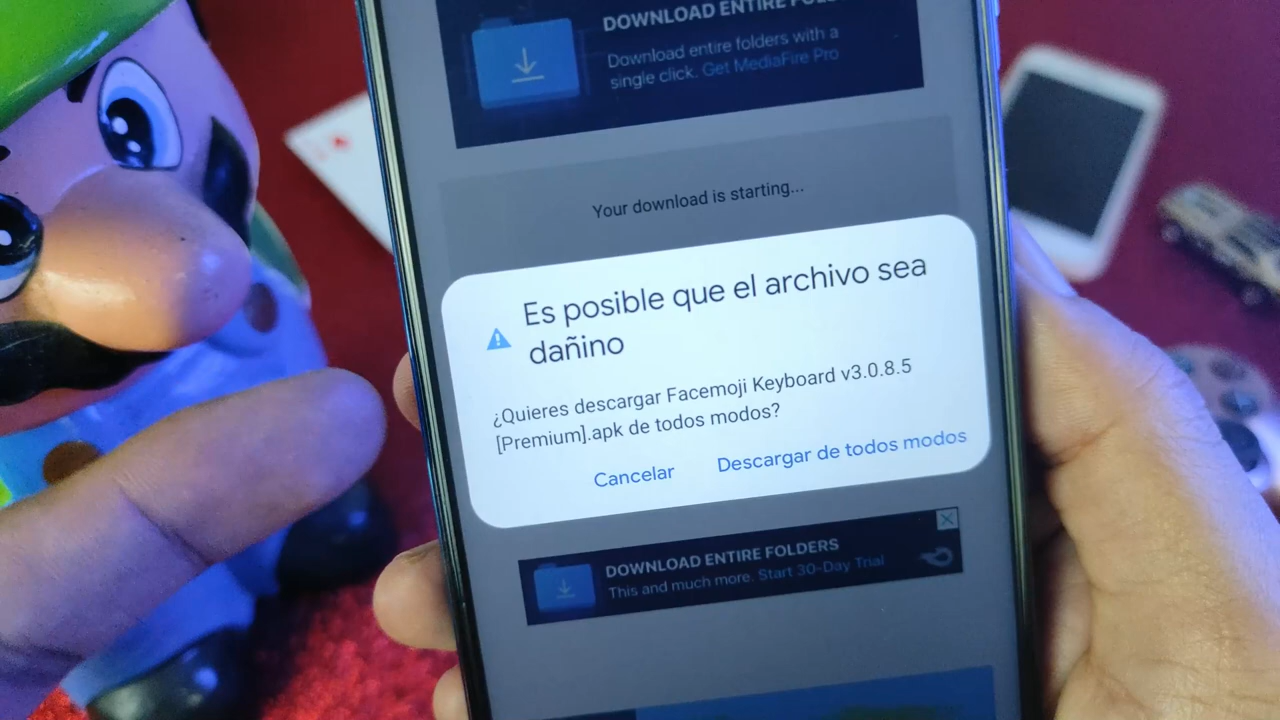 DOWNLOAD ENTIRE
Download entire folders with a
single click. Get MediaFire Pro
Your download is starting...
Es posible que el archivo sea
dañino
¿Quieres descargar Facemoji Keyboard v3.0.8.5
[Premium].apk de todos modos?
Cancelar Descargar de todos modos
DOWNLOAD ENTIRE FOLDERS
This and much more. Start 30-Day Trial